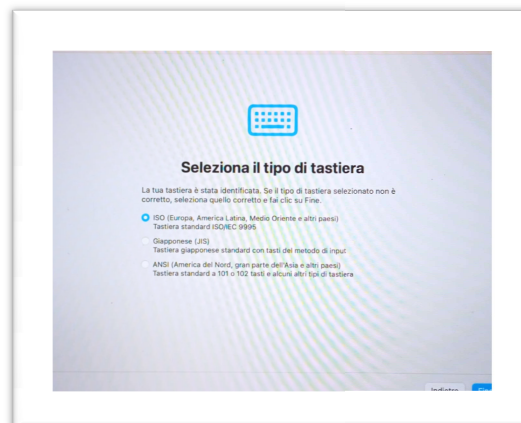 Seleziona il tipo di tastiera
La tua tastiera è stata identificata. Se il tipo di tastiera selezionato non è
corretto, seleziona quello corretto e fai clic su Fine.
ISO (Europa, America Latina, Medio Oriente e altri paesi)
Tastiera standard ISO/IEC 9995
Giapponese (JIS)
Tastiera giapponese standard con tasti del metodo di input
ANSI (America del Nord, gran parte dell'Asia e altri paesi)
Tastiera standard a 101 o 102 tasti e alcuni altri tipi di tastiera
Indietro